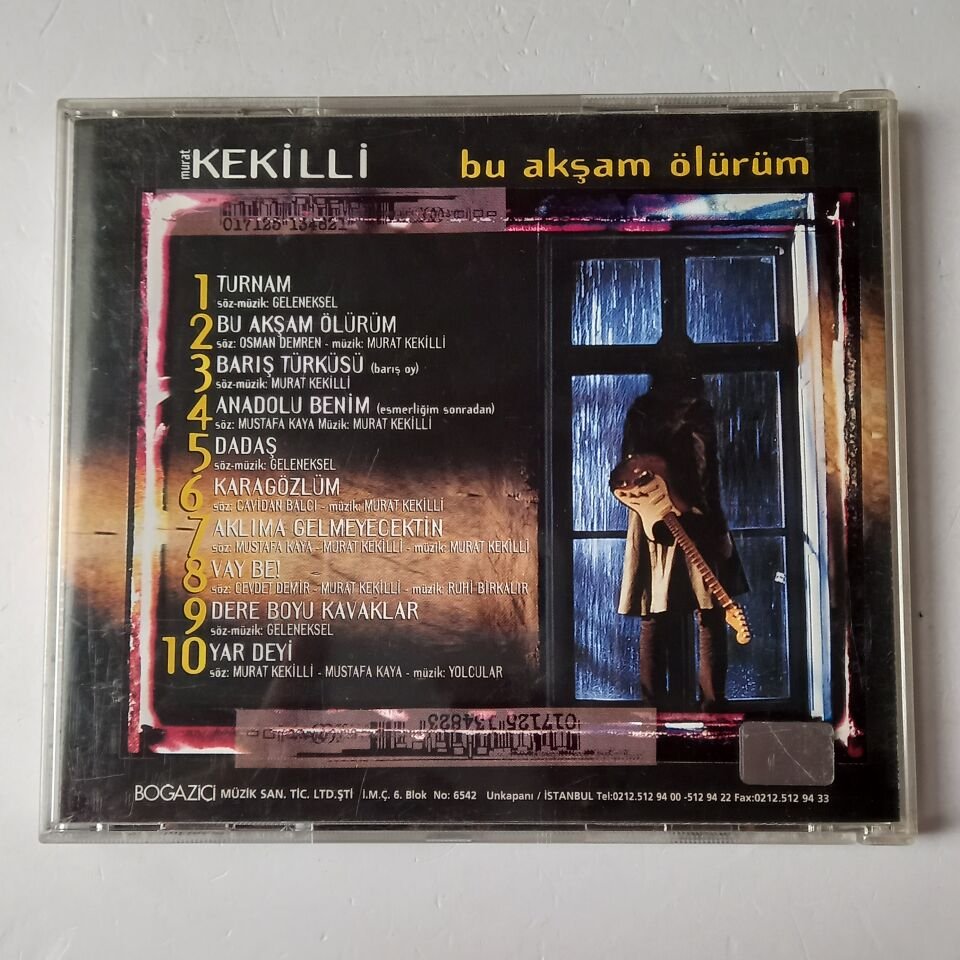 murat KEKİLLİ
bu akşam ölürüm
017125"134821
1 TURNAM
söz-müzik: GELENEKSEL
2 BU AKŞAM ÖLÜRÜM
söz: OSMAN DEMREN - müzik: MURAT KEKİLLİ
3 BARIŞ TÜRKÜSÜ (barış oy)
söz-müzik: MURAT KEKİLLİ
4 ANADOLU BENİM (esmerliğim sonradan)
söz: MUSTAFA KAYA Müzik: MURAT KEKİLLİ
5 DADAŞ
söz-müzik: GELENEKSEL
6 KARAGÖZLÜM
söz: CAVİDAN BALCI - müzik: MURAT KEKİLLİ
7 AKLIMA GELMEYECEKTİN
söz: MUSTAFA KAYA - MURAT KEKİLLİ - müzik: MURAT KEKİLLİ
8 VAY BE!
söz: CEVDET DEMİR - MURAT KEKİLLİ - müzik: RUHİ BİRKALIR
9 DERE BOYU KAVAKLAR
söz-müzik: GELENEKSEL
10 YAR DEYİ
söz: MURAT KEKİLLİ - MUSTAFA KAYA - müzik: YOLCULAR
017125"134823
BOGAZİÇİ MÜZİK SAN. TİC. LTD.ŞTİ İ.M.Ç. 6. Blok No: 6542 Unkapanı / İSTANBUL Tel:0212.512 94 00 -512 94 22 Fax:0212.512 94 33